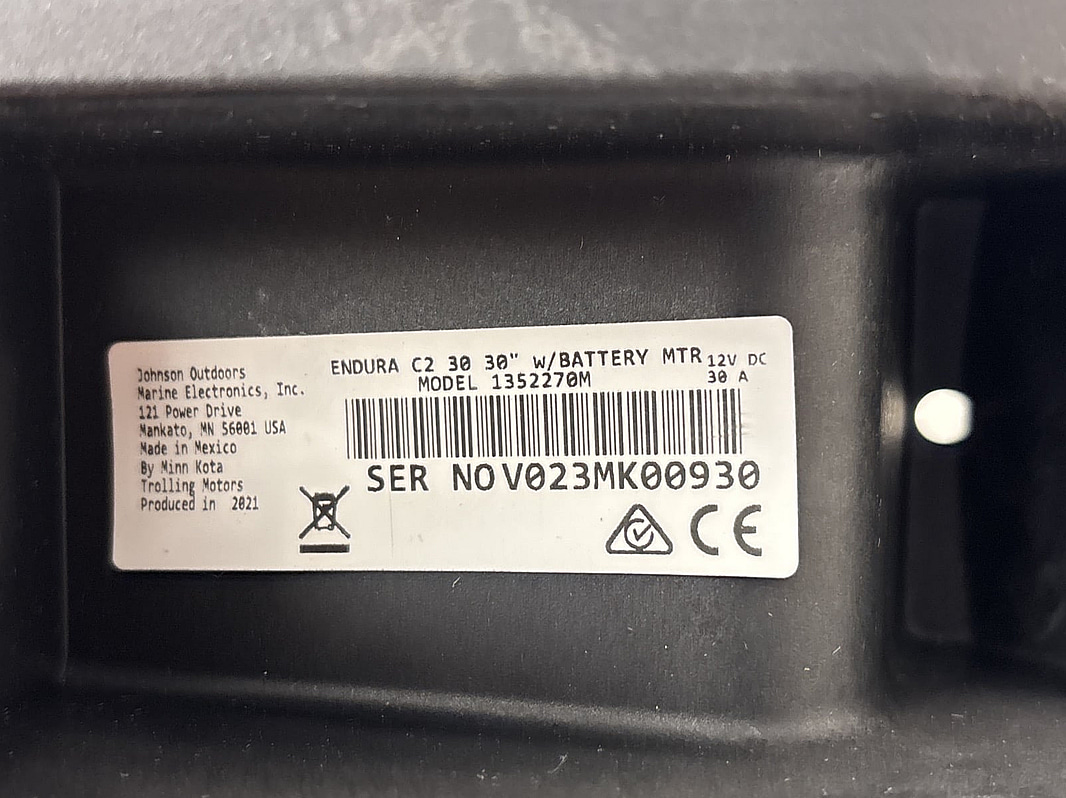 Johnson Outdoors
Marine Electronics, Inc.
121 Power Drive
Mankato, MN 56001 USA
Made in Mexico
By Minn Kota
Trolling Motors
Produced in 2021
ENDURA C2 30 30" w/BATTERY MTR
12V DC
MODEL 1352270M
30 A
SER NO V023MK00930
CE